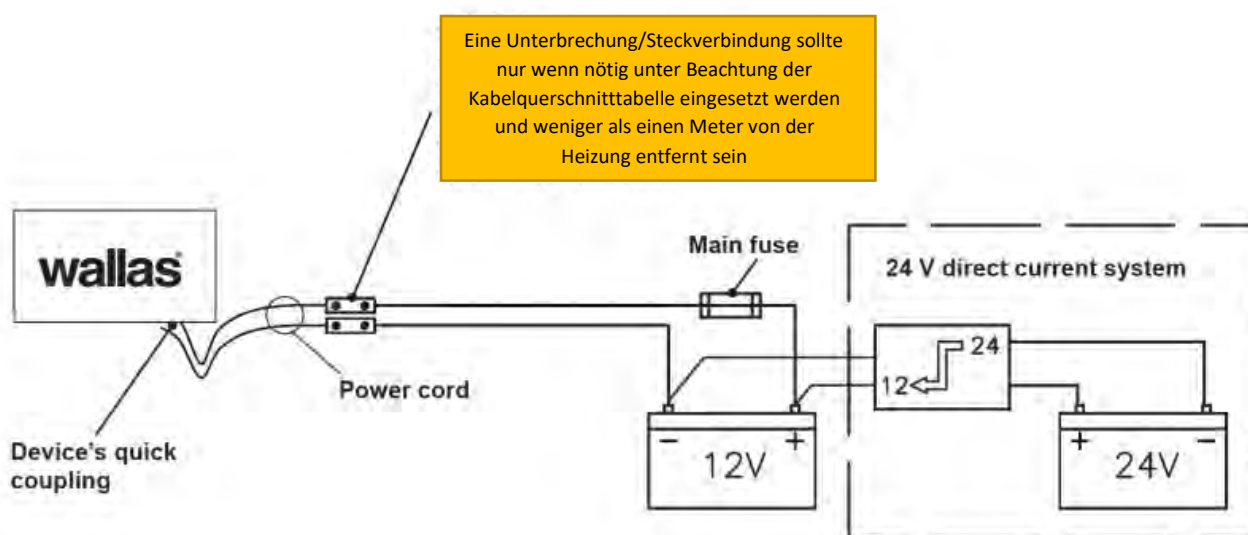 Eine Unterbrechung/Steckverbindung sollte
nur wenn nötig unter Beachtung der
Kabelquerschnitttabelle eingesetzt werden
und weniger als einen Meter von der
Heizung entfernt sein
wallas
Main fuse
24 V direct current system
24
12
Power cord
Device's quick
coupling
− +
12V
+ −
24V